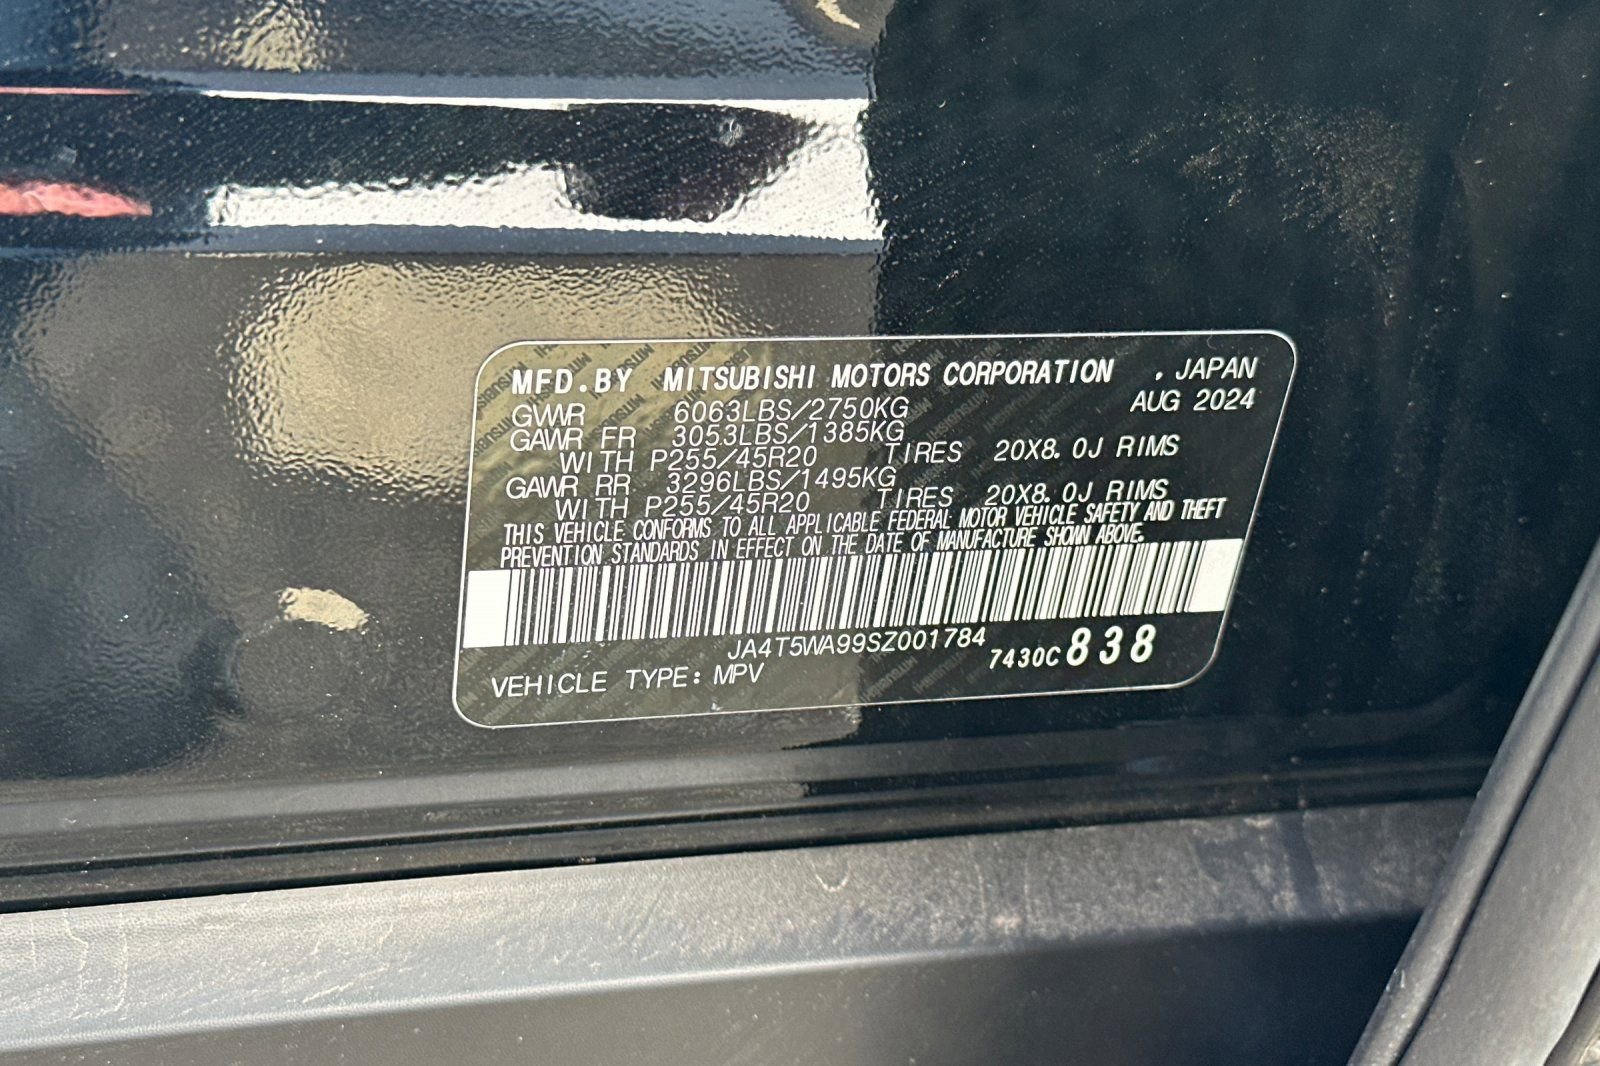 MFD.BY MITSUBISHI MOTORS CORPORATION , JAPAN
AUG 2024
GVWR 6063LBS/2750KG
GAWR FR 3053LBS/1385KG
WITH P255/45R20 TIRES 20X8.0J RIMS
GAWR RR 3296LBS/1495KG
WITH P255/45R20 TIRES 20X8.0J RIMS
THIS VEHICLE CONFORMS TO ALL APPLICABLE FEDERAL MOTOR VEHICLE SAFETY AND THEFT
PREVENTION STANDARDS IN EFFECT ON THE DATE OF MANUFACTURE SHOWN ABOVE.
JA4T5WA99SZ001784 7430C 838
VEHICLE TYPE: MPV